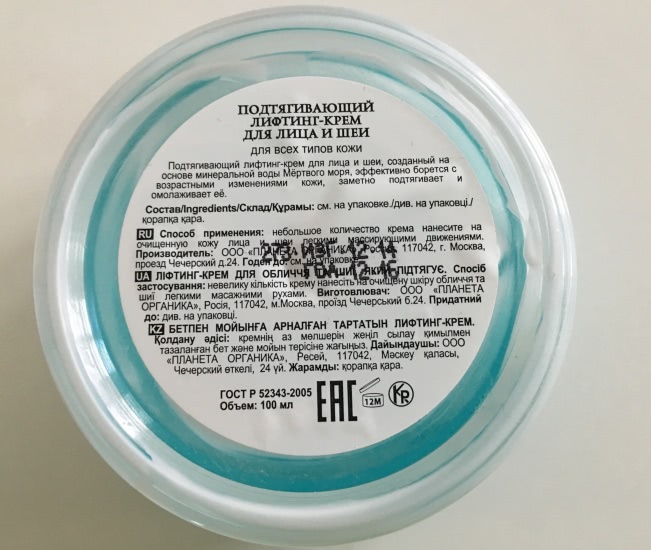 ПОДТЯГИВАЮЩИЙ
ЛИФТИНГ-КРЕМ
ДЛЯ ЛИЦА И ШЕИ
для всех типов кожи
Подтягивающий лифтинг-крем для лица и шеи, созданный на
основе минеральной воды Мёртвого моря, эффективно борется с
возрастными изменениями кожи, заметно подтягивает и
омолаживает её.
Состав/Ingredients/Склад/Құрамы: см. на упаковке./див. на упаковці./
қорапқа қара.
RU Способ применения: небольшое количество крема нанесите на
очищенную кожу лица и шеи легкими массирующими движениями.
Производитель: ООО «ПЛАНЕТА ОРГАНИКА», Россия, 117042, г. Москва,
проезд Чечерский д.24. Годен до: см. на упаковке.
12 14
12 16
UA ЛІФТИНГ-КРЕМ ДЛЯ ОБЛИЧЧЯ ТА ШИЇ, ЯКИЙ ПІДТЯГУЄ. Спосіб
застосування: невелику кількість крему нанесіть на очищену шкіру обличчя та
шиї легкими масажними рухами. Виготовлювач: ООО «ПЛАНЕТА
ОРГАНИКА», Росія, 117042, м.Москва, проїзд Чечерський б.24. Придатний
до: див. на упаковці.
KZ БЕТПЕН МОЙЫНҒА АРНАЛҒАН ТАРТАТЫН ЛИФТИНГ-КРЕМ.
Қолдану әдісі: кремнің аз мөлшерін жеңіл сылау қимылмен
тазаланған бет және мойын терісіне жағыңыз. Дайындаушы: ООО
«ПЛАНЕТА ОРГАНИКА», Ресей, 117042, Маскеу қаласы,
Чечерский өткелі, 24 үй. Жарамды: қорапқа қара.
ГОСТ Р 52343-2005
Объем: 100 мл
EAC
12M